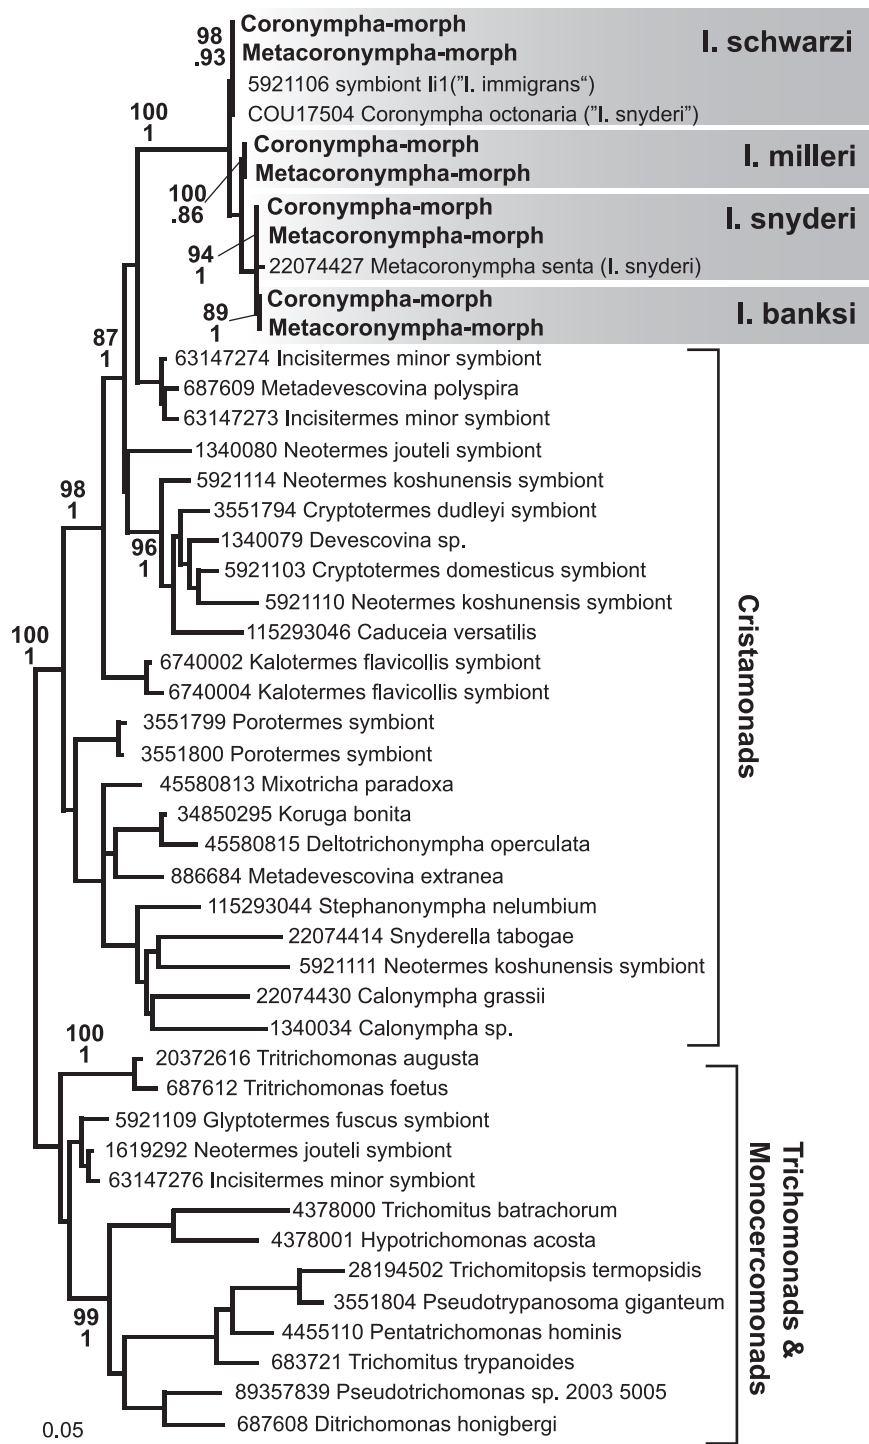 98
.93
Coronympha-morph
Metacoronympha-morph
I. schwarzi
5921106 symbiont Ii1("I. immigrans")
COU17504 Coronympha octonaria ("I. snyderi")
100
1
Coronympha-morph
Metacoronympha-morph
I. milleri
100
.86
Coronympha-morph
Metacoronympha-morph
I. snyderi
94
1
22074427 Metacoronympha senta (I. snyderi)
Coronympha-morph
Metacoronympha-morph
I. banksi
89
1
87
1
63147274 Incisitermes minor symbiont
687609 Metadevescovina polyspira
63147273 Incisitermes minor symbiont
1340080 Neotermes jouteli symbiont
5921114 Neotermes koshunensis symbiont
98
1
3551794 Cryptotermes dudleyi symbiont
1340079 Devescovina sp.
96
1
5921103 Cryptotermes domesticus symbiont
5921110 Neotermes koshunensis symbiont
115293046 Caduceia versatilis
100
1
6740002 Kalotermes flavicollis symbiont
6740004 Kalotermes flavicollis symbiont
Cristamonads
3551799 Porotermes symbiont
3551800 Porotermes symbiont
45580813 Mixotricha paradoxa
34850295 Koruga bonita
45580815 Deltotrichonympha operculata
886684 Metadevescovina extranea
115293044 Stephanonympha nelumbium
22074414 Snyderella tabogae
5921111 Neotermes koshunensis symbiont
22074430 Calonympha grassii
1340034 Calonympha sp.
100
1
20372616 Tritrichomonas augusta
687612 Tritrichomonas foetus
5921109 Glyptotermes fuscus symbiont
1619292 Neotermes jouteli symbiont
63147276 Incisitermes minor symbiont
4378000 Trichomitus batrachorum
4378001 Hypotrichomonas acosta
Trichomonads &
Monocercomonads
28194502 Trichomitopsis termopsidis
3551804 Pseudotrypanosoma giganteum
99
1
4455110 Pentatrichomonas hominis
683721 Trichomitus trypanoides
89357839 Pseudotrichomonas sp. 2003 5005
687608 Ditrichomonas honigbergi
0.05